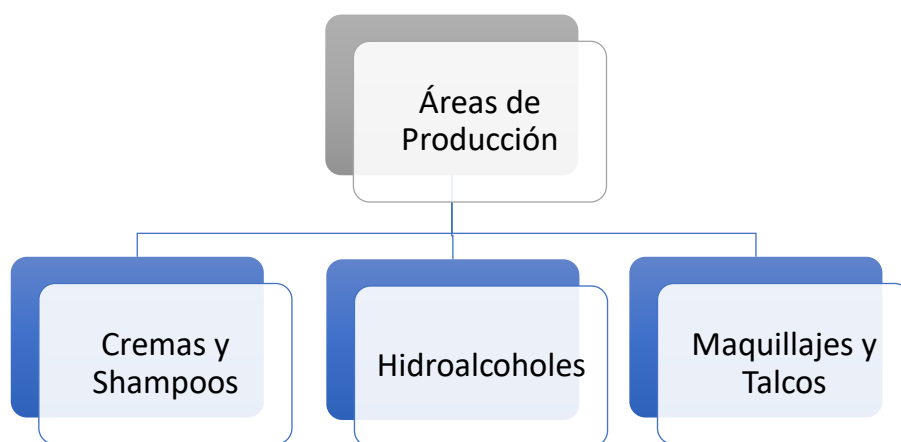 Áreas de
Producción
Cremas y
Shampoos
Hidroalcoholes
Maquillajes y
Talcos